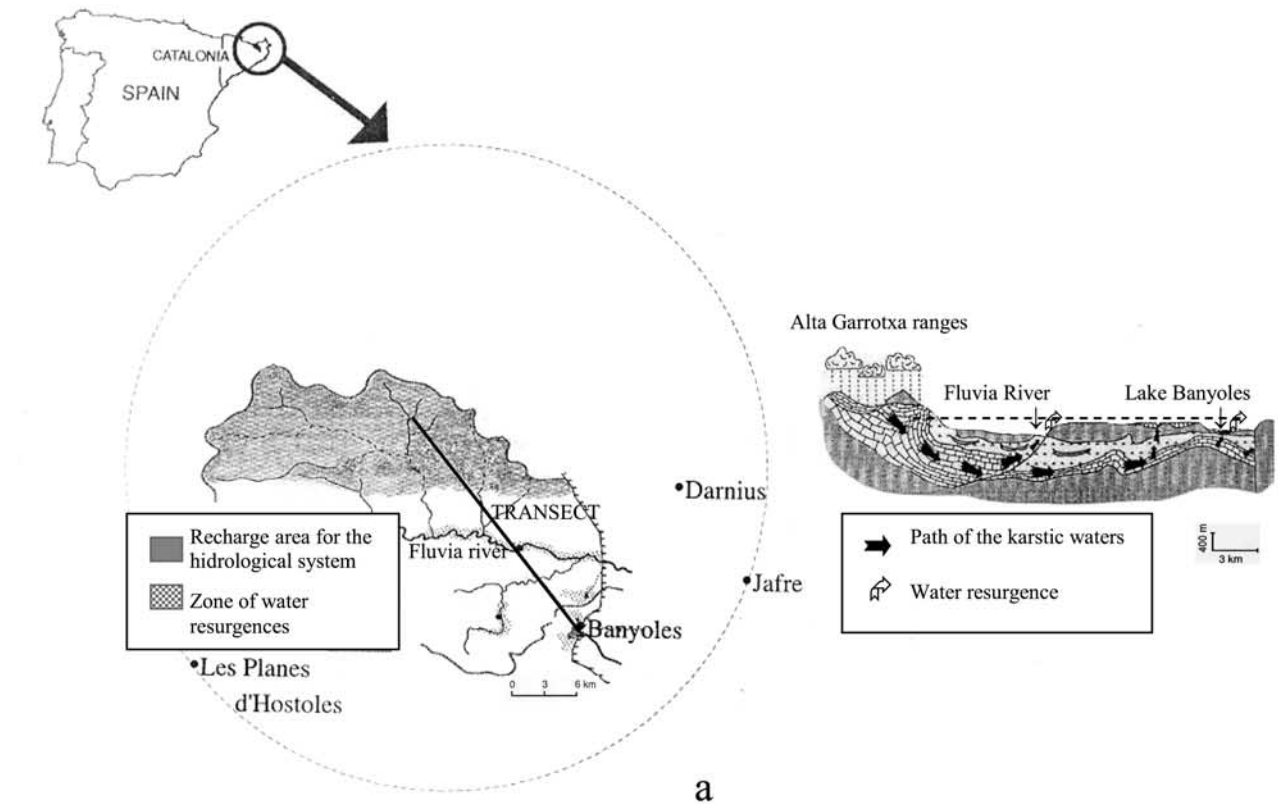 CATALONIA
SPAIN
Alta Garrotxa ranges
Fluvia River
Lake Banyoles
Darnius
TRANSECT
Fluvia river
Recharge area for the
hidrological system
Zone of water
resurgences
Path of the karstic waters
Water resurgence
400 m
3 km
Jafre
Banyoles
Les Planes
d'Hostoles
0 3 6 km
a